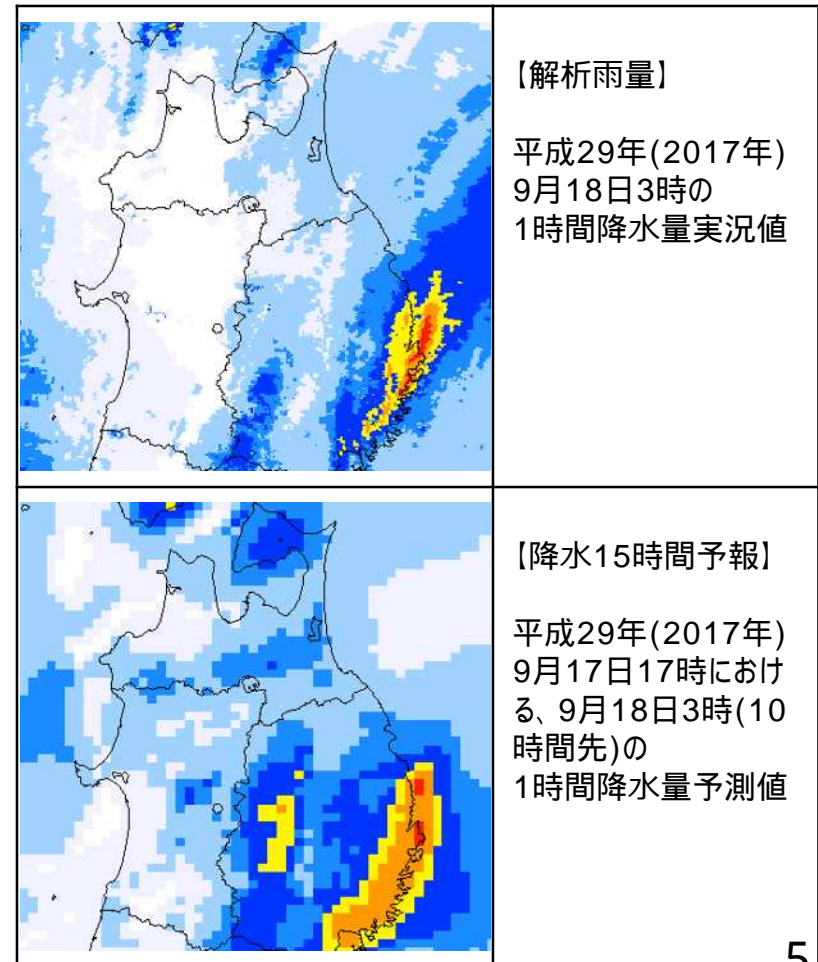 【解析雨量】
平成29年(2017年)
9月18日3時の
1時間降水量実況値
【降水15時間予報】
平成29年(2017年)
9月17日17時におけ
る、9月18日3時(10
時間先)の
1時間降水量予測値
5